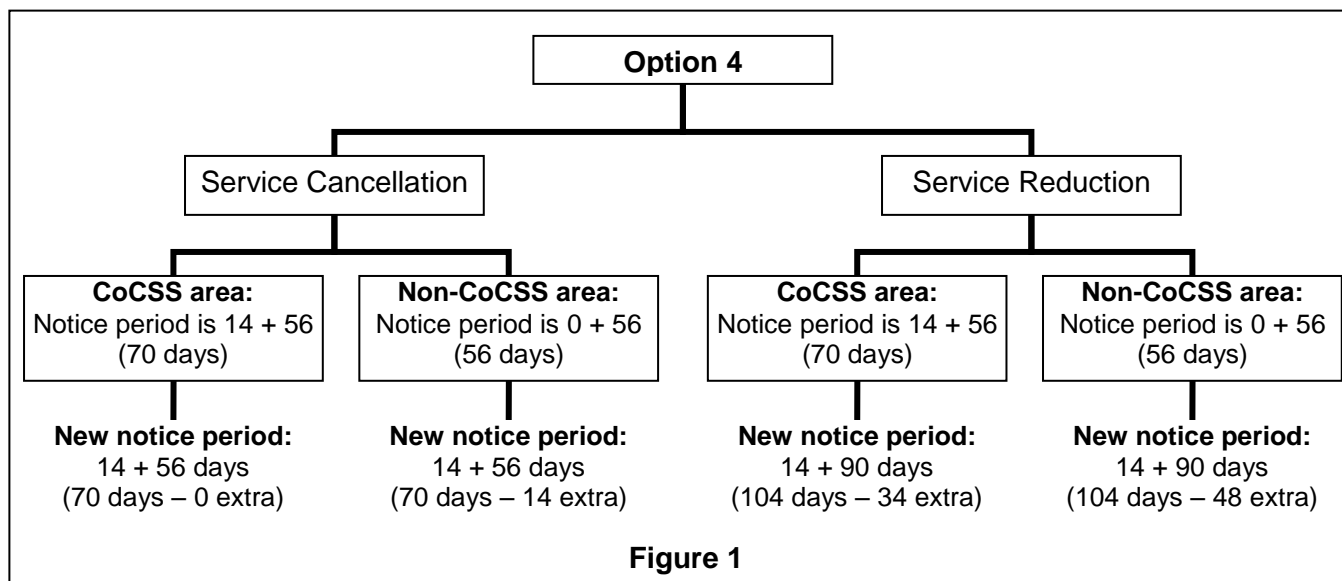 Option 4
Service Cancellation
Service Reduction
CoCSS area:
Notice period is 14 + 56
(70 days)
Non-CoCSS area:
Notice period is 0 + 56
(56 days)
CoCSS area:
Notice period is 14 + 56
(70 days)
Non-CoCSS area:
Notice period is 0 + 56
(56 days)
New notice period:
14 + 56 days
(70 days – 0 extra)
New notice period:
14 + 56 days
(70 days – 14 extra)
New notice period:
14 + 90 days
(104 days – 34 extra)
New notice period:
14 + 90 days
(104 days – 48 extra)
Figure 1